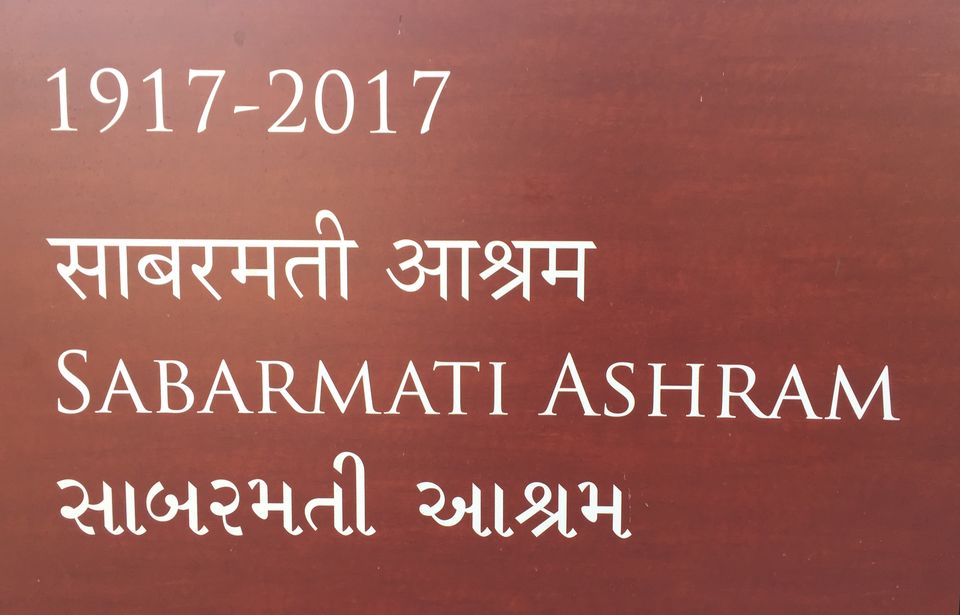 1917-2017
साबरमती आश्रम
SABARMATI ASHRAM
સાબરમતી આશ્રમ